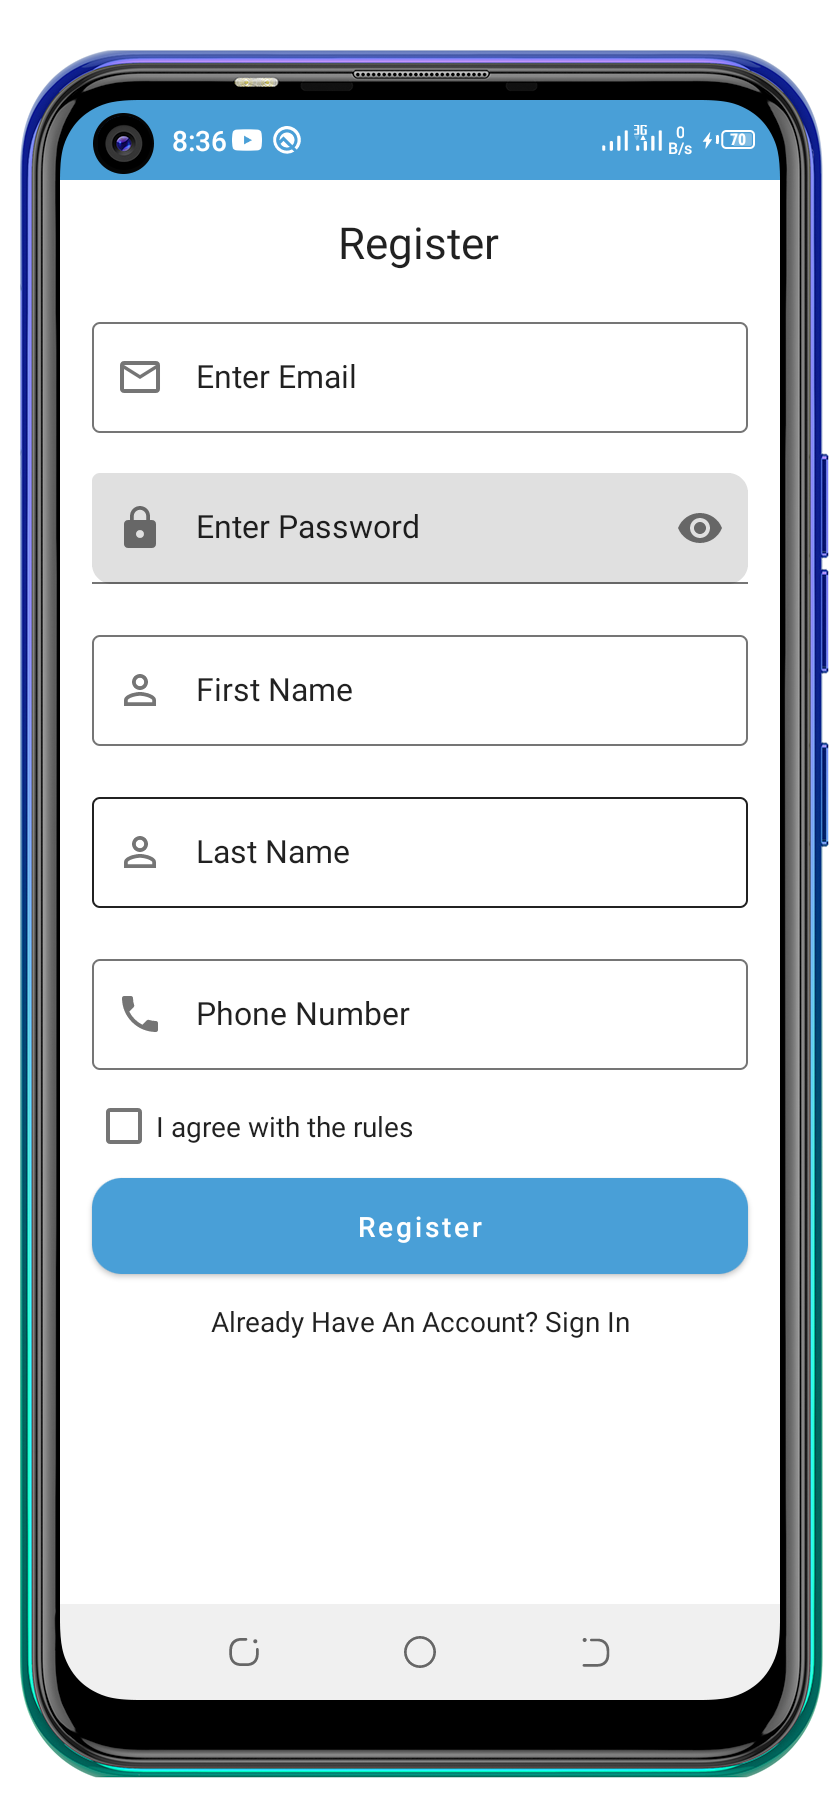 8:36 3G 0 B/s 70
Register
Enter Email
Enter Password
First Name
Last Name
Phone Number
I agree with the rules
Register
Already Have An Account? Sign In